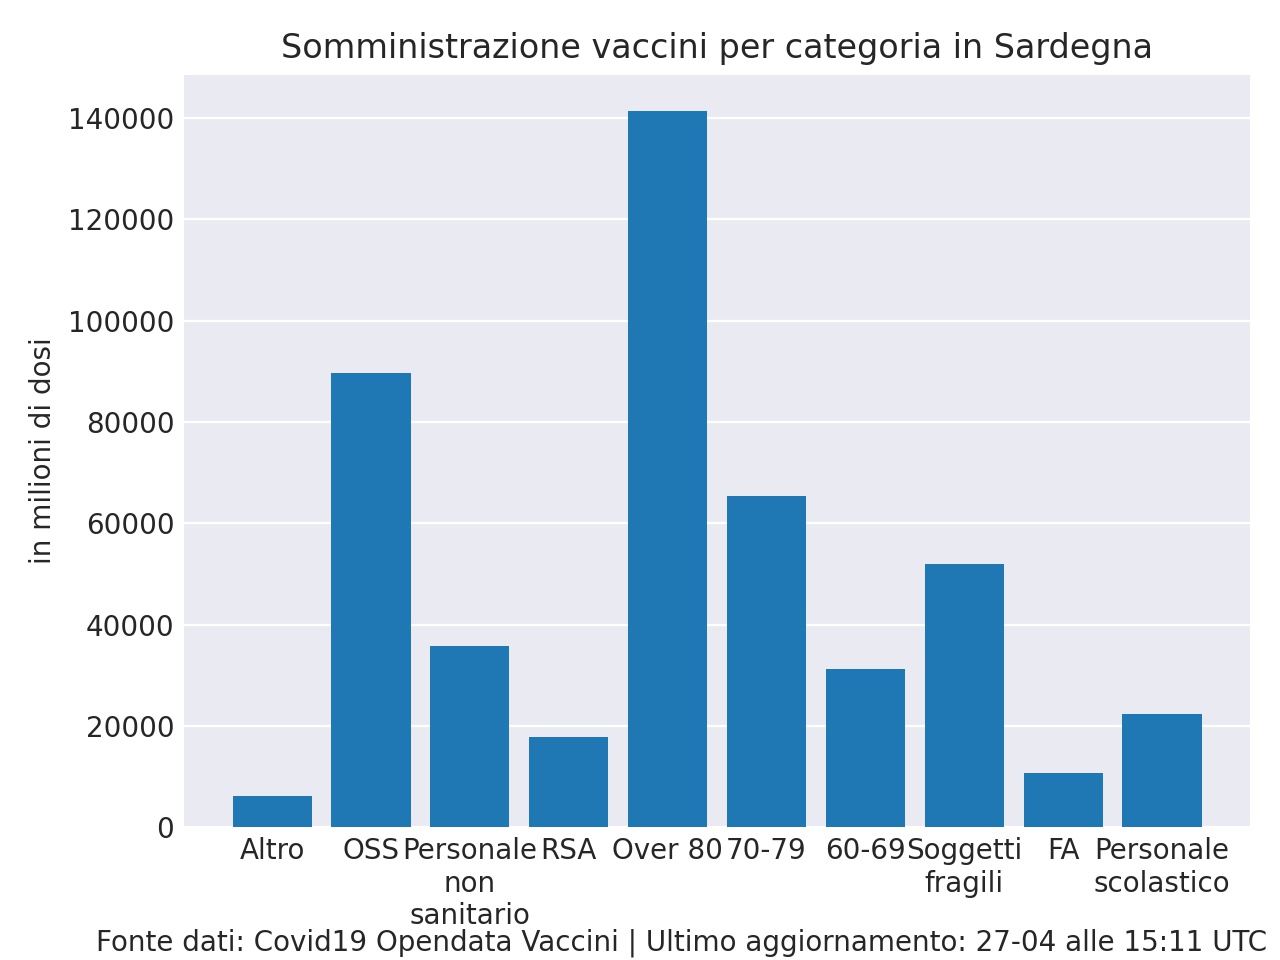 Somministrazione vaccini per categoria in Sardegna
in milioni di dosi
140000
120000
100000
80000
60000
40000
20000
0
Altro
OSS
Personale
non
sanitario
RSA
Over 80
70-79
60-69
Soggetti
fragili
FA
Personale
scolastico
Fonte dati: Covid19 Opendata Vaccini | Ultimo aggiornamento: 27-04 alle 15:11 UTC